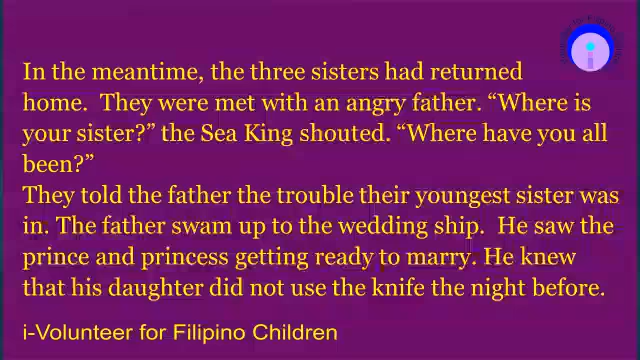 In the meantime, the three sisters had returned
home.  They were met with an angry father. “Where is
your sister?” the Sea King shouted. “Where have you all
been?”
They told the father the trouble their youngest sister was
in. The father swam up to the wedding ship.  He saw the
prince and princess getting ready to marry. He knew
that his daughter did not use the knife the night before.
i-Volunteer for Filipino Children